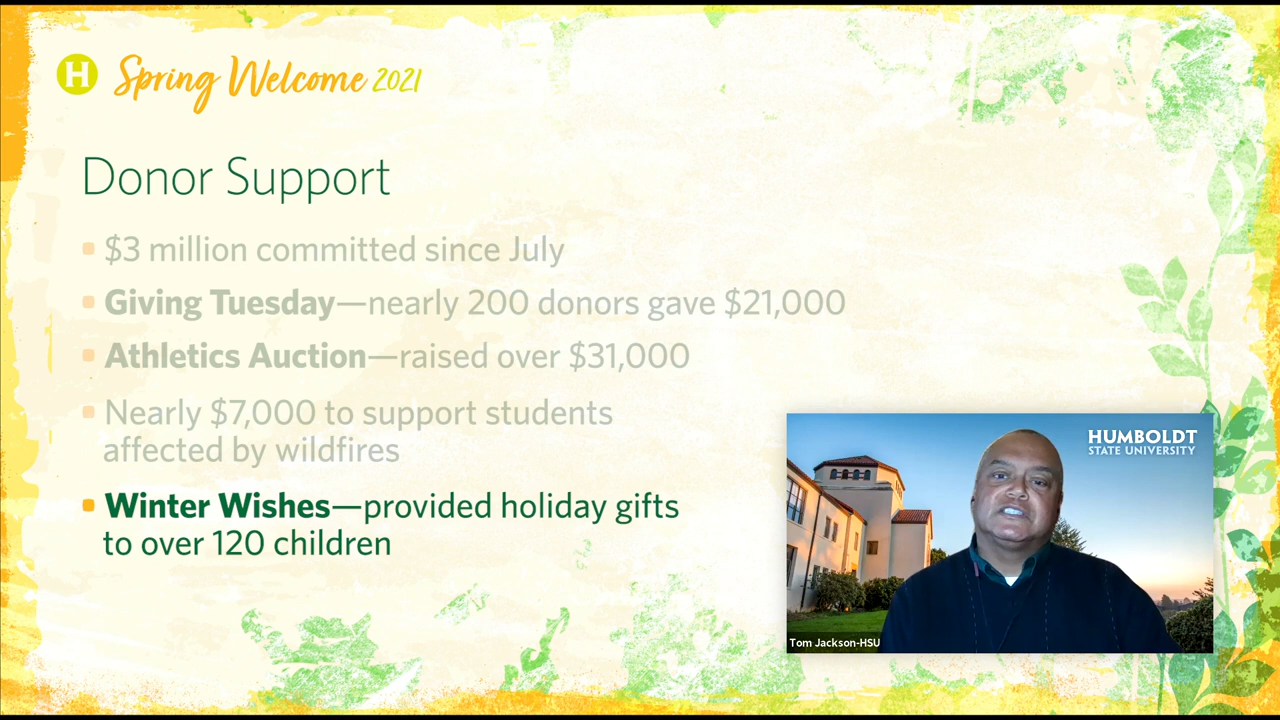 H Spring Welcome 2021
Donor Support
$3 million committed since July
Giving Tuesday—nearly 200 donors gave $21,000
Athletics Auction—raised over $31,000
Nearly $7,000 to support students
affected by wildfires
Winter Wishes—provided holiday gifts
to over 120 children
HUMBOLDT
STATE UNIVERSITY
Tom Jackson-HSU